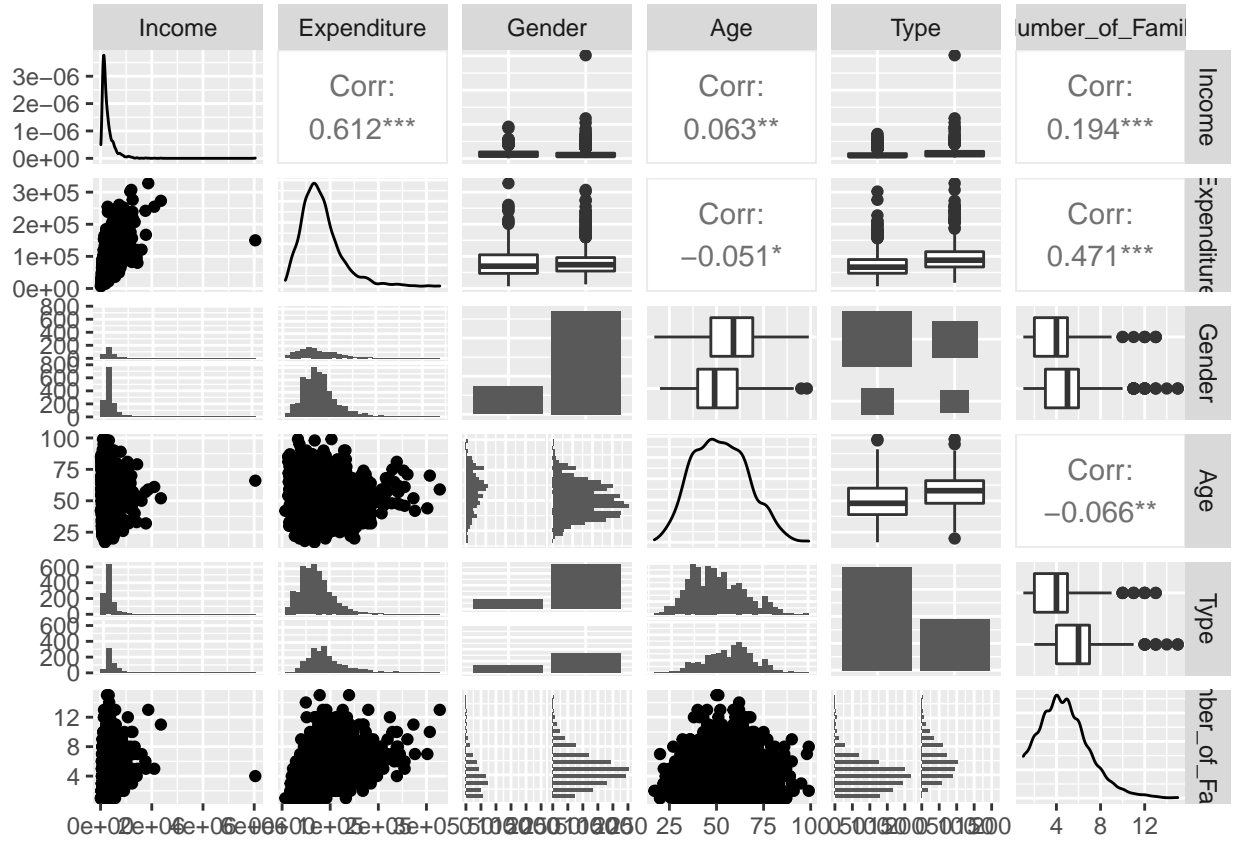 Income
Expenditure
Gender
Age
Type
umber_of_Famil
3e−06
2e−06
1e−06
0e+00
Corr:
0.612***
Corr:
0.063**
Corr:
0.194***
Income
3e+05
2e+05
1e+05
0e+00
Corr:
−0.051*
Corr:
0.471***
Expenditure
800
600
400
200
0
800
600
400
200
0
Gender
100
75
50
25
Corr:
−0.066**
Age
600
400
200
0
600
400
200
0
Type
12
8
4
ber_of_Fa
25
50
75
100
4
8
12